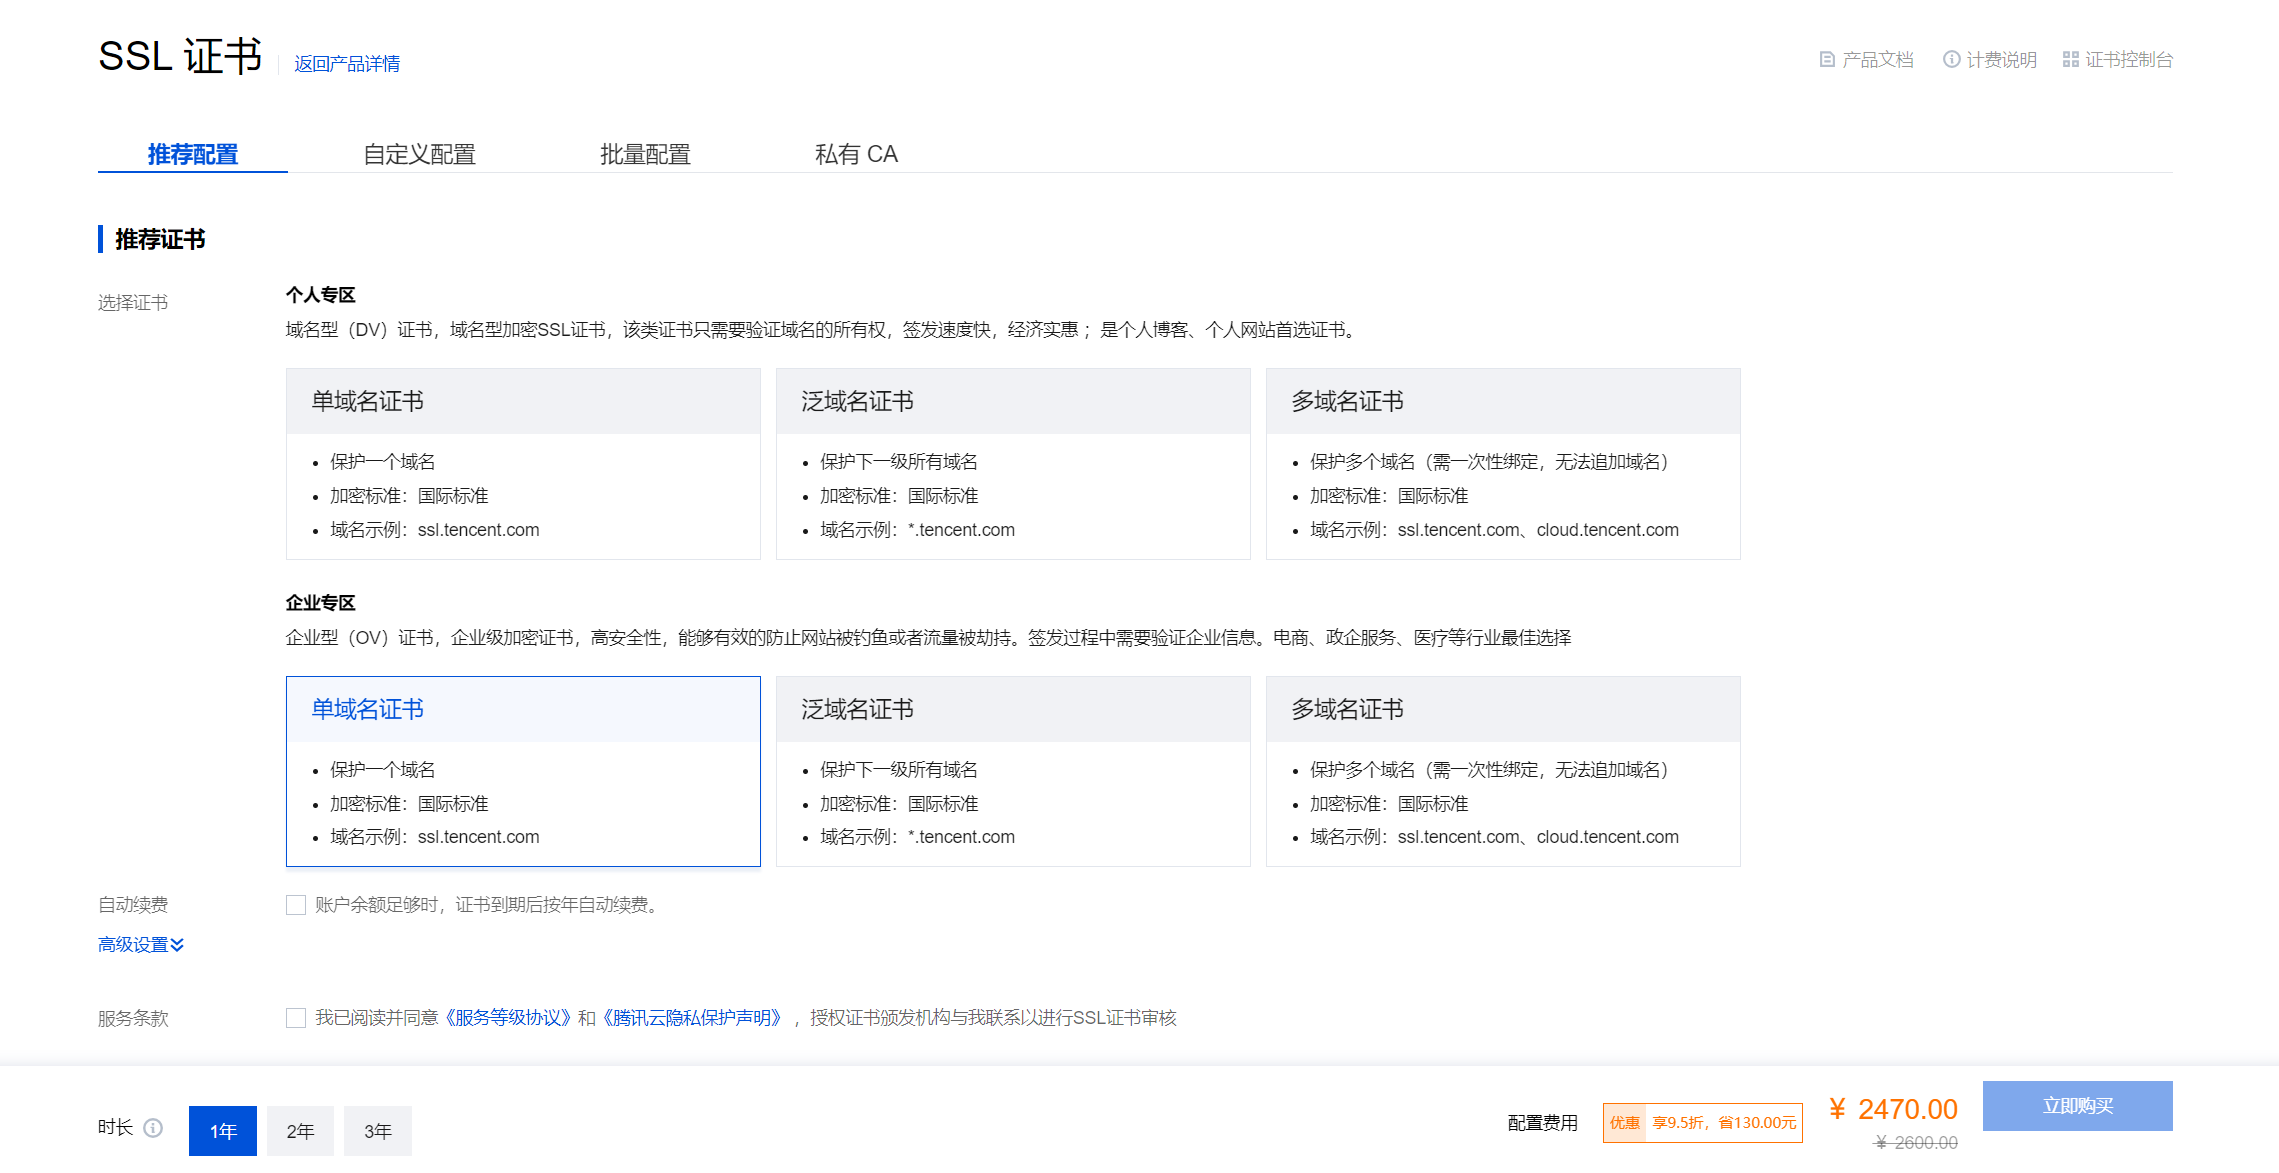 SSL 证书 返回产品详情 产品文档 计费说明 证书控制台
推荐配置 自定义配置 批量配置 私有 CA
推荐证书
选择证书
个人专区
域名型（DV）证书，域名型加密SSL证书，该类证书只需要验证域名的所有权，签发速度快，经济实惠；是个人博客、个人网站首选证书。
单域名证书
• 保护一个域名
• 加密标准：国际标准
• 域名示例：ssl.tencent.com
泛域名证书
• 保护下一级所有域名
• 加密标准：国际标准
• 域名示例：*.tencent.com
多域名证书
• 保护多个域名（需一次性绑定，无法追加域名）
• 加密标准：国际标准
• 域名示例：ssl.tencent.com、cloud.tencent.com
企业专区
企业型（OV）证书，企业级加密证书，高安全性，能够有效的防止网站被钓鱼或者流量被劫持。签发过程中需要验证企业信息。电商、政企服务、医疗等行业最佳选择
单域名证书
• 保护一个域名
• 加密标准：国际标准
• 域名示例：ssl.tencent.com
泛域名证书
• 保护下一级所有域名
• 加密标准：国际标准
• 域名示例：*.tencent.com
多域名证书
• 保护多个域名（需一次性绑定，无法追加域名）
• 加密标准：国际标准
• 域名示例：ssl.tencent.com、cloud.tencent.com
自动续费 账户余额足够时，证书到期后按年自动续费。
高级设置
服务条款 我已阅读并同意《服务等级协议》和《腾讯云隐私保护声明》，授权证书颁发机构与我联系以进行SSL证书审核
时长 1年 2年 3年
配置费用 优惠 享9.5折，省130.00元 ¥ 2470.00 立即购买
¥ 2600.00